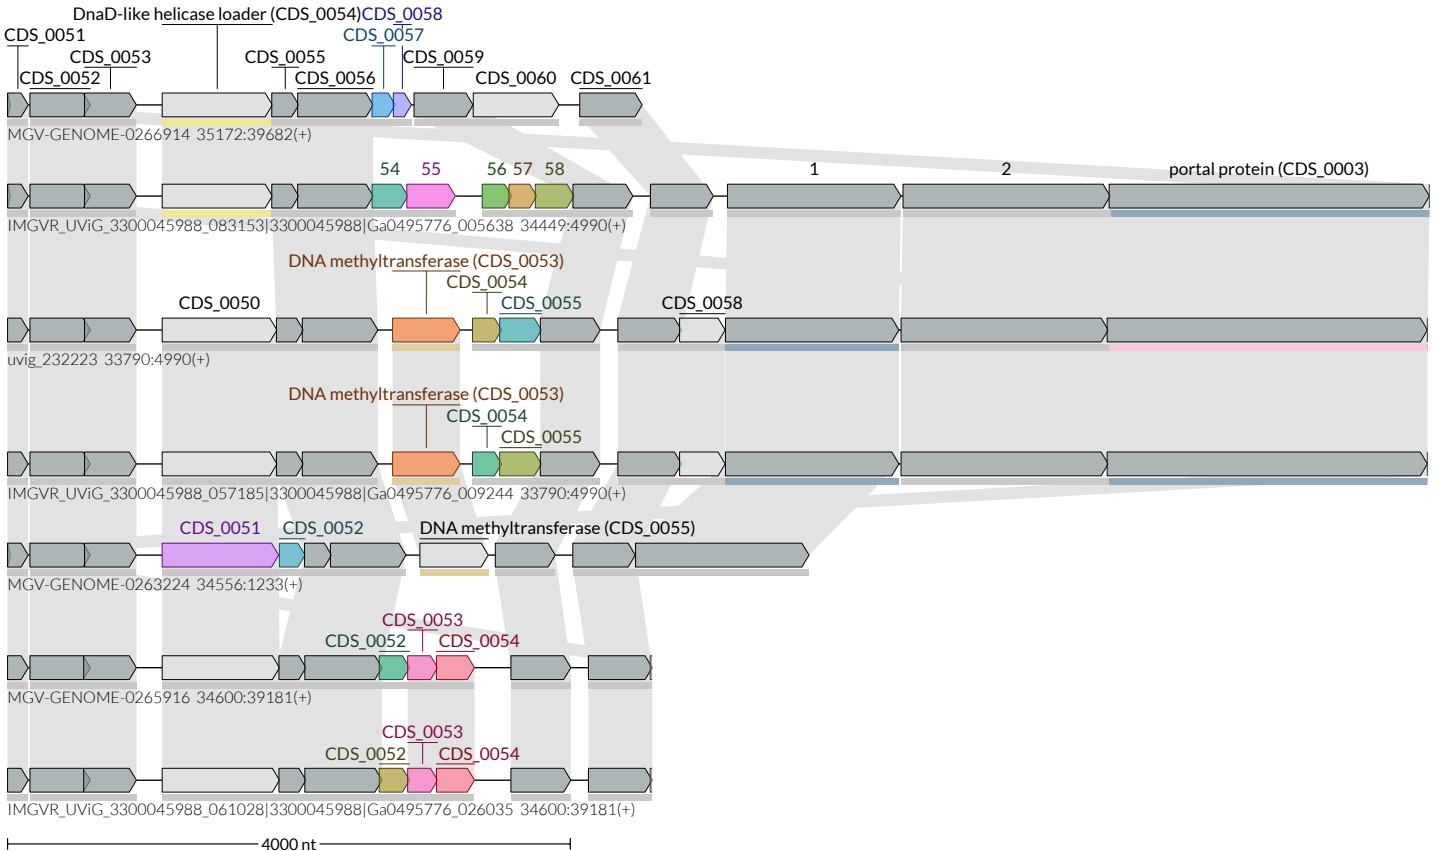 DnaD-like helicase loader (CDS_0054) CDS_0058
CDS_0051 CDS_0057
CDS_0053 CDS_0055 CDS_0059
CDS_0052 CDS_0056 CDS_0060 CDS_0061
MGV-GENOME-0266914 35172:39682(+)
54 55 56 57 58 1 2 portal protein (CDS_0003)
IMGVR_UViG_3300045988_083153|3300045988|Ga0495776_005638 34449:4990(+)
DNA methyltransferase (CDS_0053)
CDS_0054
CDS_0050 CDS_0055 CDS_0058
uvig_232223 33790:4990(+)
DNA methyltransferase (CDS_0053)
CDS_0054
CDS_0055
IMGVR_UViG_3300045988_057185|3300045988|Ga0495776_009244 33790:4990(+)
CDS_0051 CDS_0052 DNA methyltransferase (CDS_0055)
MGV-GENOME-0263224 34556:1233(+)
CDS_0053
CDS_0052 CDS_0054
MGV-GENOME-0265916 34600:39181(+)
CDS_0053
CDS_0052 CDS_0054
IMGVR_UViG_3300045988_061028|3300045988|Ga0495776_026035 34600:39181(+)
4000 nt